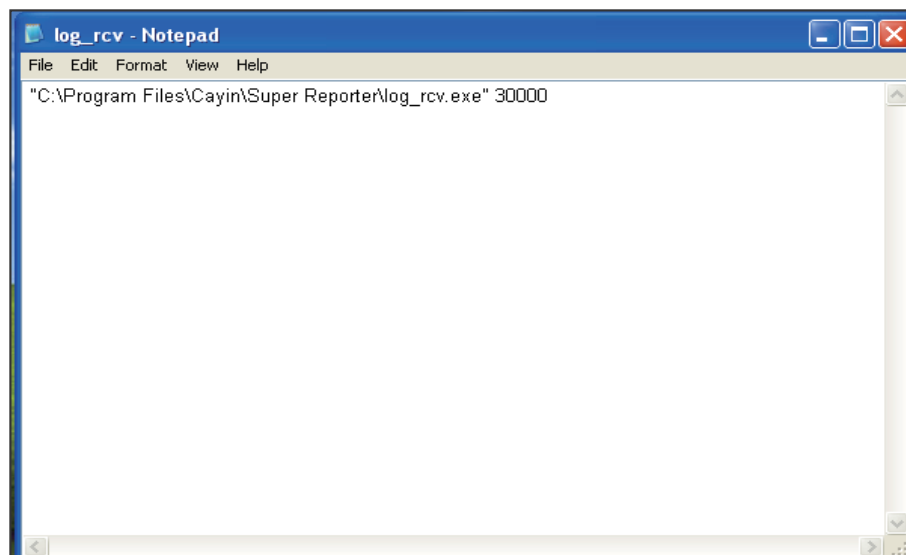 log_rcv - Notepad
File Edit Format View Help
"C:\Program Files\Cayin\Super Reporter\log_rcv.exe" 30000